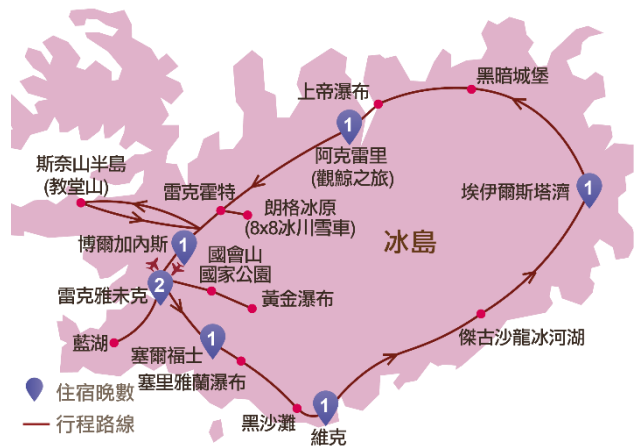 上帝瀑布
黑暗城堡
1
阿克雷里
(觀鯨之旅)
斯奈山半島
(教堂山)
雷克霍特
朗格冰原
(8x8冰川雪車)
埃伊爾斯塔濟
1
冰島
博爾加內斯
1
國會山
國家公園
雷克雅未克
2
黃金瀑布
藍湖
塞爾福士
1
塞里雅蘭瀑布
傑古沙龍冰河湖
黑沙灘
1
維克
住宿晚數
行程路線